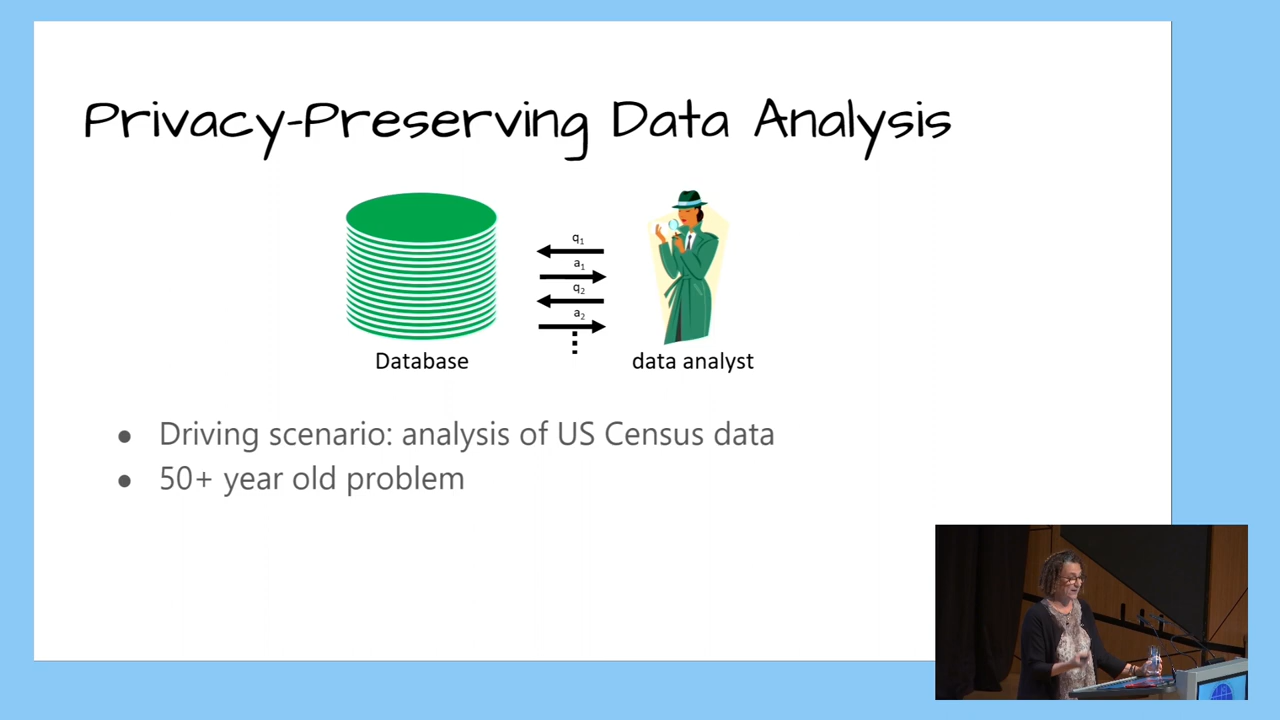 Privacy-Preserving Data Analysis
q1
a1
q2
a2
Database
data analyst
● Driving scenario: analysis of US Census data
● 50+ year old problem